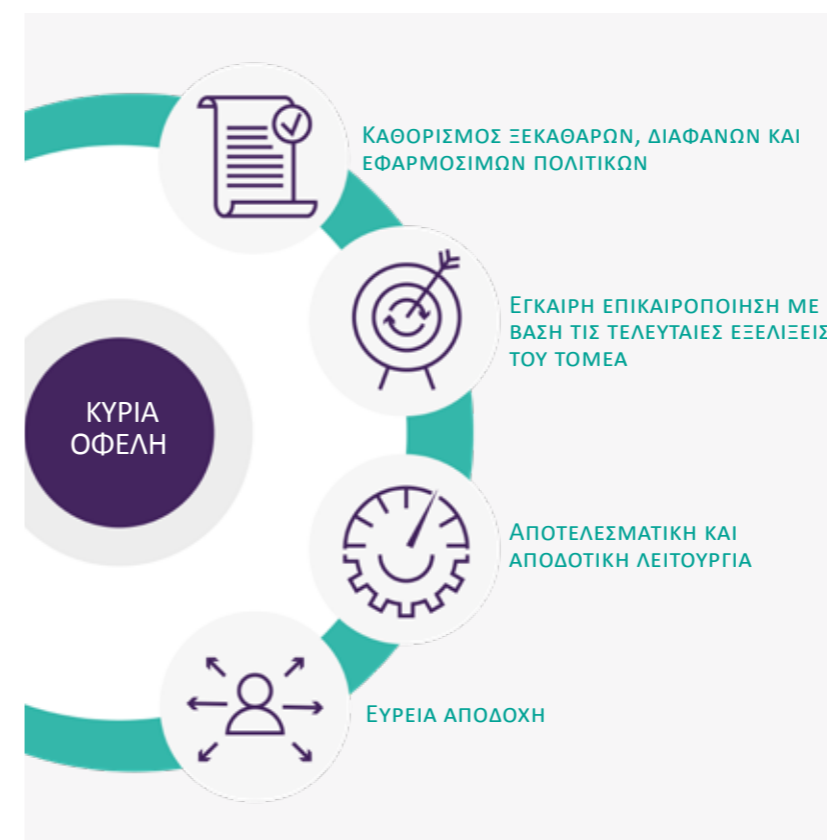 ΚΑΘΟΡΙΣΜΟΣ ΞΕΚΑΘΑΡΩΝ, ΔΙΑΦΑΝΩΝ ΚΑΙ
ΕΦΑΡΜΟΣΙΜΩΝ ΠΟΛΙΤΙΚΩΝ
ΕΓΚΑΙΡΗ ΕΠΙΚΑΙΡΟΠΟΙΗΣΗ ΜΕ
ΒΑΣΗ ΤΙΣ ΤΕΛΕΥΤΑΙΕΣ ΕΞΕΛΙΞΕΙΣ
ΤΟΥ ΤΟΜΕΑ
ΚΥΡΙΑ
ΟΦΕΛΗ
ΑΠΟΤΕΛΕΣΜΑΤΙΚΗ ΚΑΙ
ΑΠΟΔΟΤΙΚΗ ΛΕΙΤΟΥΡΓΙΑ
ΕΥΡΕΙΑ ΑΠΟΔΟΧΗ